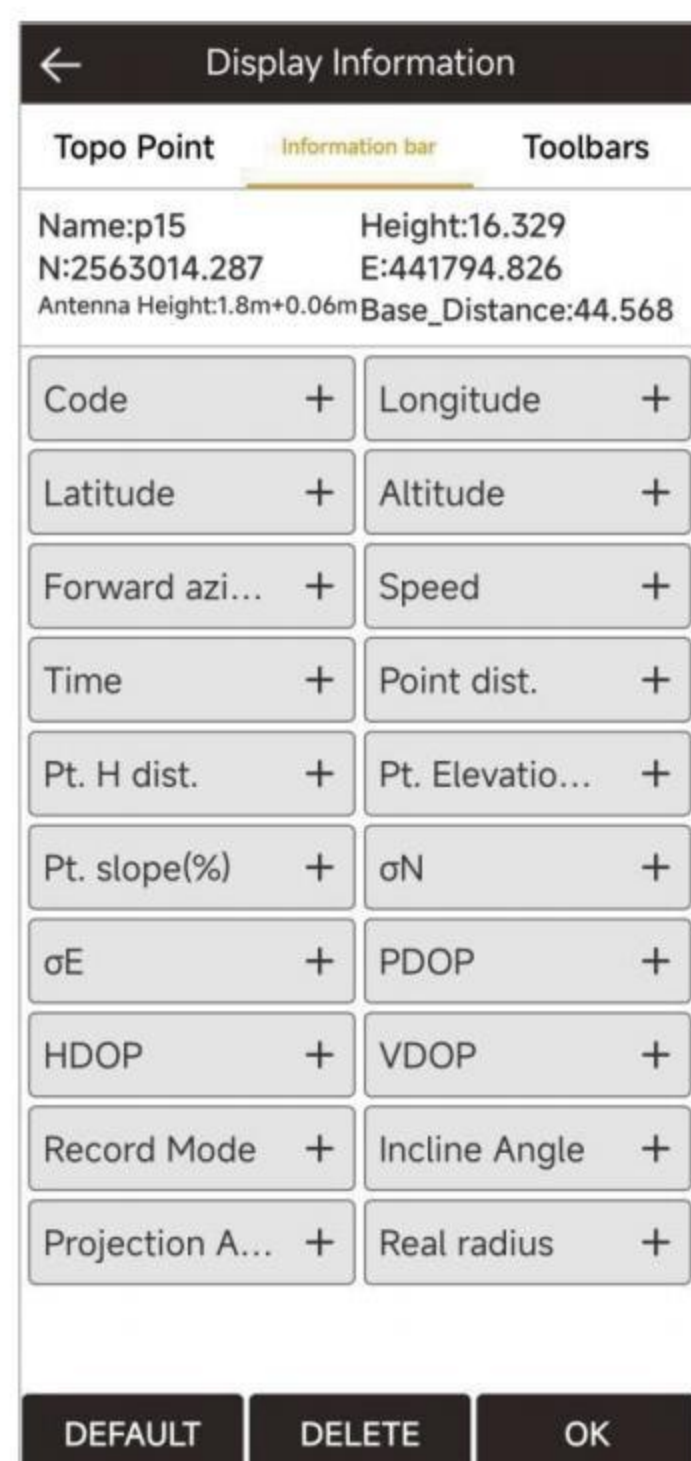 Display Information
Topo Point Information bar Toolbars
Name:p15 Height:16.329
N:2563014.287 E:441794.826
Antenna Height:1.8m+0.06m Base_Distance:44.568
Code + Longitude +
Latitude + Altitude +
Forward azi... + Speed +
Time + Point dist. +
Pt. H dist. + Pt. Elevatio... +
Pt. slope(%) + σN +
σE + PDOP +
HDOP + VDOP +
Record Mode + Incline Angle +
Projection A... + Real radius +
DEFAULT DELETE OK